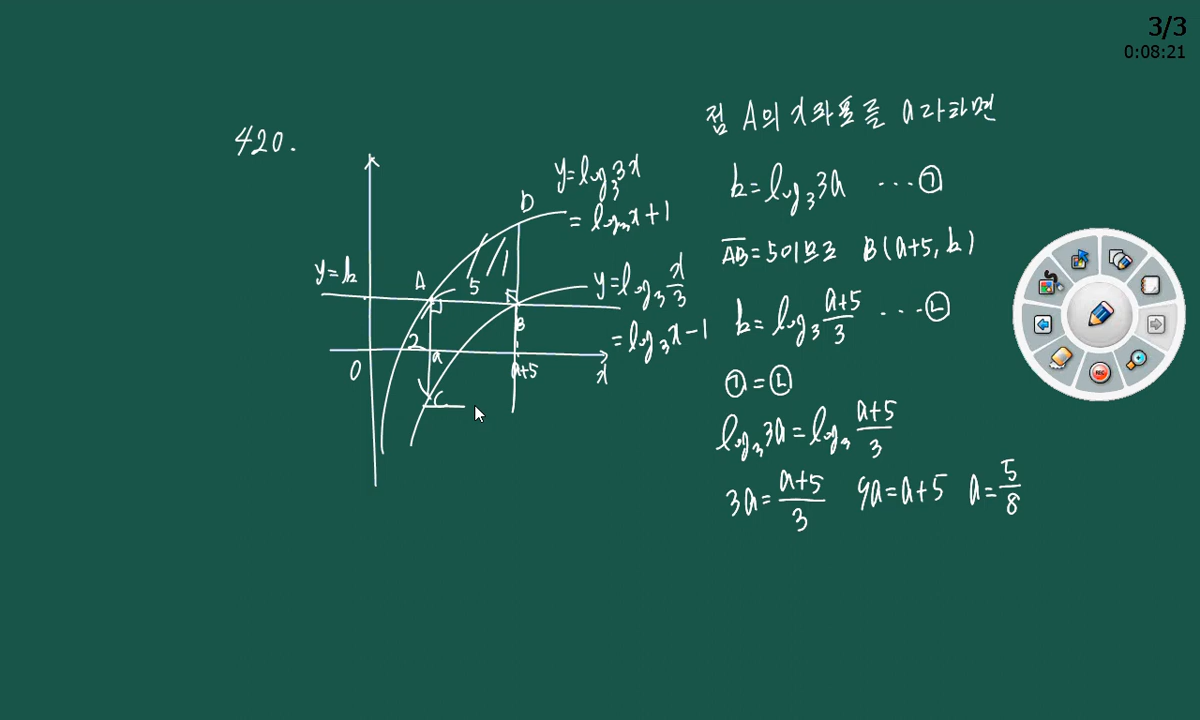 3/3
0:08:21
420.
y=log₃3x
=log₃x+1
D
y=k
A
5
y=log₃ x/3
B
=log₃x-1
2
a
a+5
O
x
C
점 A의 x좌표를 a라하면
k=log₃3a ···㉠
AB=5이므로 B(a+5, k)
k=log₃ (a+5)/3 ···㉡
㉠=㉡
log₃3a=log₃ (a+5)/3
3a=(a+5)/3 9a=a+5 a=5/8
REC